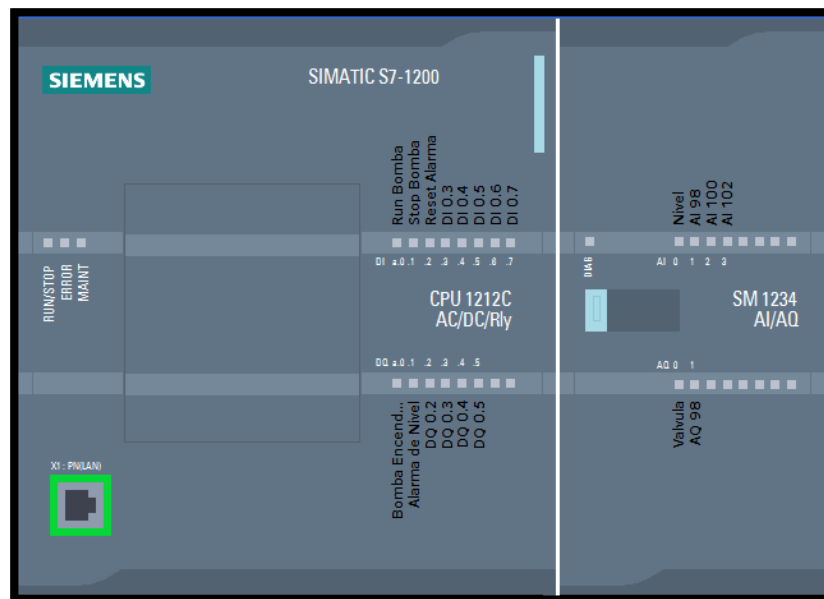 SIEMENS
SIMATIC S7-1200
Run Bomba
Stop Bomba
Reset Alarma
DI 0.3
DI 0.4
DI 0.5
DI 0.6
DI 0.7
Nivel
AI 98
AI 100
AI 102
RUN/STOP
ERROR
MAINT
DI a.0 .1 .2 .3 .4 .5 .6 .7
DIAG
AI 0 1 2 3
CPU 1212C
AC/DC/Rly
SM 1234
AI/AQ
DQ a.0 .1 .2 .3 .4 .5
AQ 0 1
Bomba Encend...
Alarma de Nivel
DQ 0.2
DQ 0.3
DQ 0.4
DQ 0.5
Valvula
AQ 98
X1 : PN(LAN)